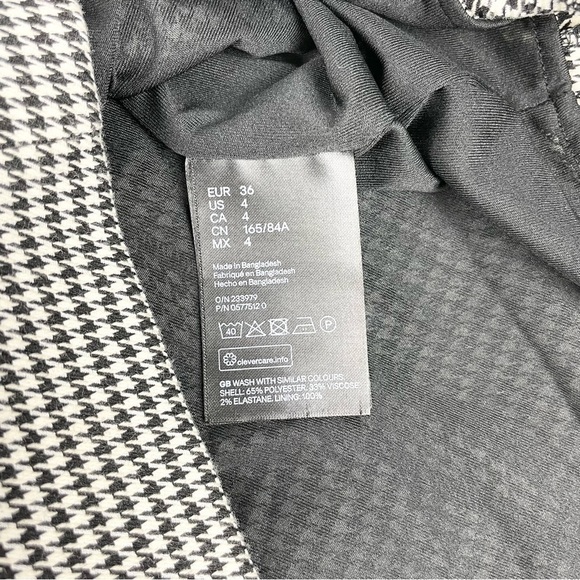 EUR 36
US 4
CA 4
CN 165/84A
MX 4
Made in Bangladesh
Fabriqué en Bangladesh
Hecho en Bangladesh
O/N 233979
P/N 0577512 0
40 P
clevercare.info
GB WASH WITH SIMILAR COLOURS
SHELL: 65% POLYESTER. 33% VISCOSE
2% ELASTANE. LINING: 100%